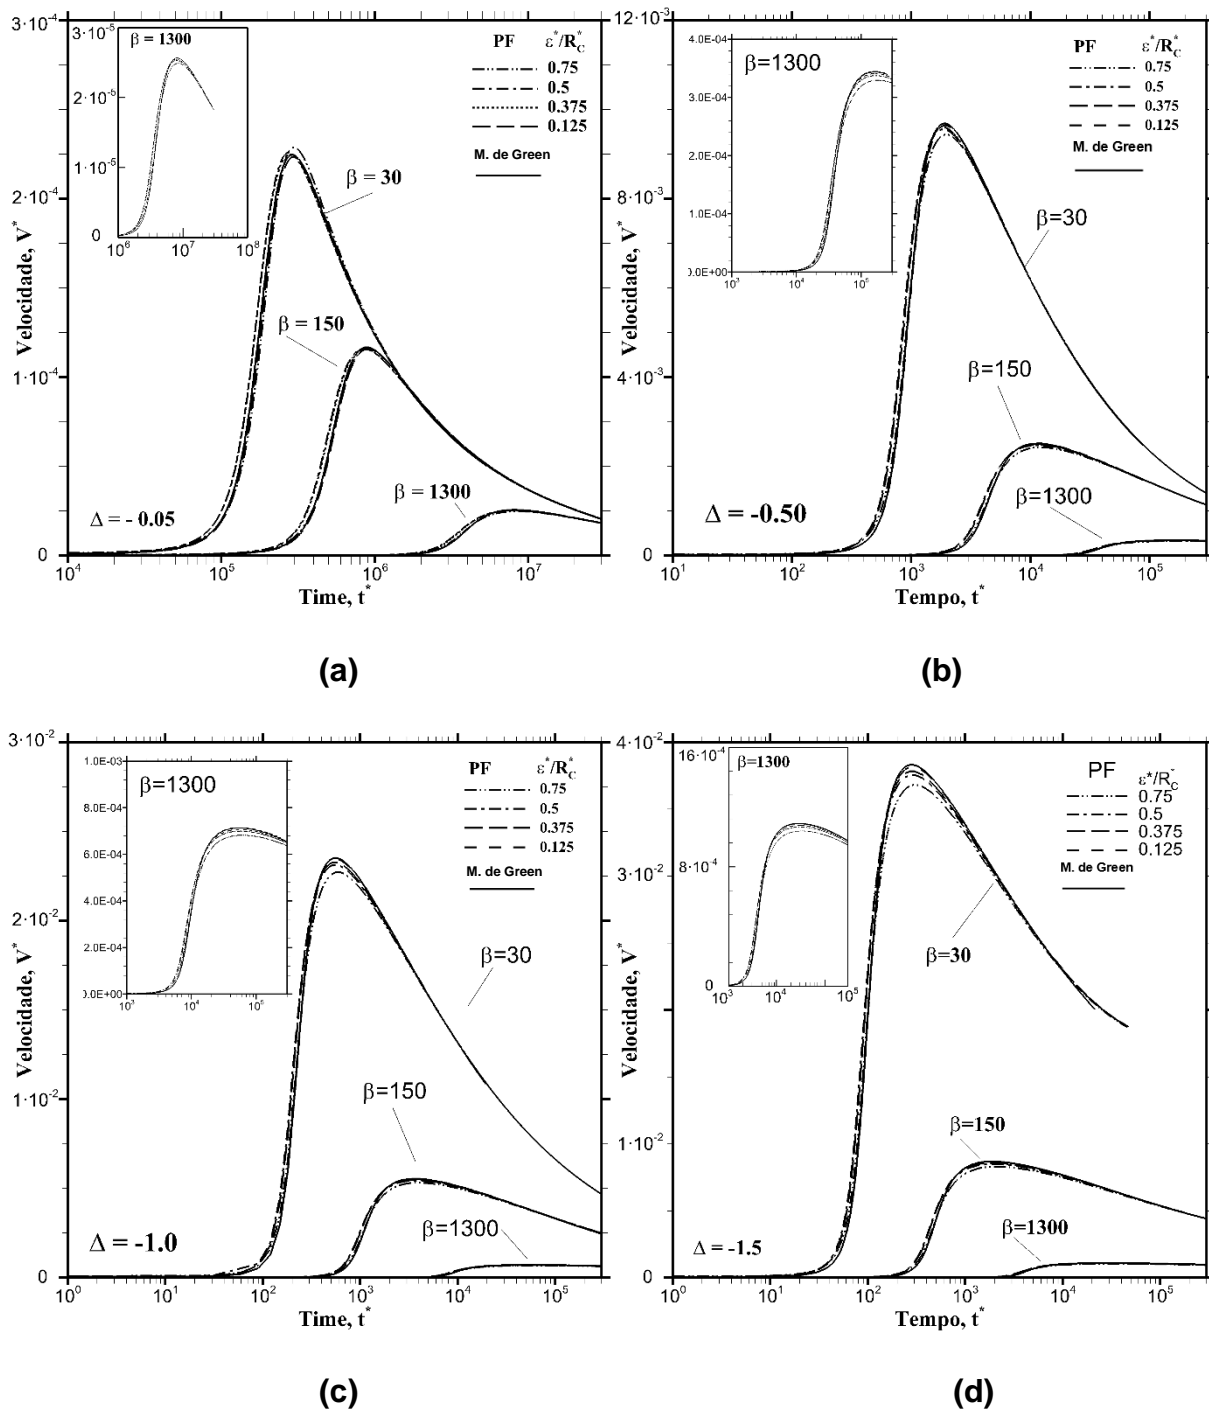 3·10⁻⁴
2·10⁻⁴
1·10⁻⁴
0
Velocidade, V*
3·10⁻⁵
2·10⁻⁵
1·10⁻⁵
0
β = 1300
10⁶ 10⁷ 10⁸
PF ε*/R*C
0.75
0.5
0.375
0.125
M. de Green
β = 30
β = 150
β = 1300
Δ = - 0.05
10⁴ 10⁵ 10⁶ 10⁷
Time, t*
(a)
12·10⁻³
8·10⁻³
4·10⁻³
0
Velocidade, V*
4.0E-04
3.0E-04
2.0E-04
1.0E-04
0.0E+00
β=1300
10³ 10⁴ 10⁵
PF ε*/R*C
0.75
0.5
0.375
0.125
M. de Green
β=30
β=150
β=1300
Δ = -0.50
10¹ 10² 10³ 10⁴ 10⁵
Tempo, t*
(b)
3·10⁻²
2·10⁻²
1·10⁻²
0
Velocidade, V*
1.0E-03
8.0E-04
6.0E-04
4.0E-04
2.0E-04
0.0E+00
β=1300
10³ 10⁴ 10⁵
PF ε*/R*C
0.75
0.5
0.375
0.125
M. de Green
β=30
β=150
β=1300
Δ = -1.0
10⁰ 10¹ 10² 10³ 10⁴ 10⁵
Time, t*
(c)
4·10⁻²
3·10⁻²
1·10⁻²
0
Velocidade, V*
16·10⁻⁴
8·10⁻⁴
0
β=1300
10³ 10⁴ 10⁵
PF ε*/R*C
0.75
0.5
0.375
0.125
M. de Green
β=30
β=150
β=1300
Δ = -1.5
10⁰ 10¹ 10² 10³ 10⁴ 10⁵
Tempo, t*
(d)